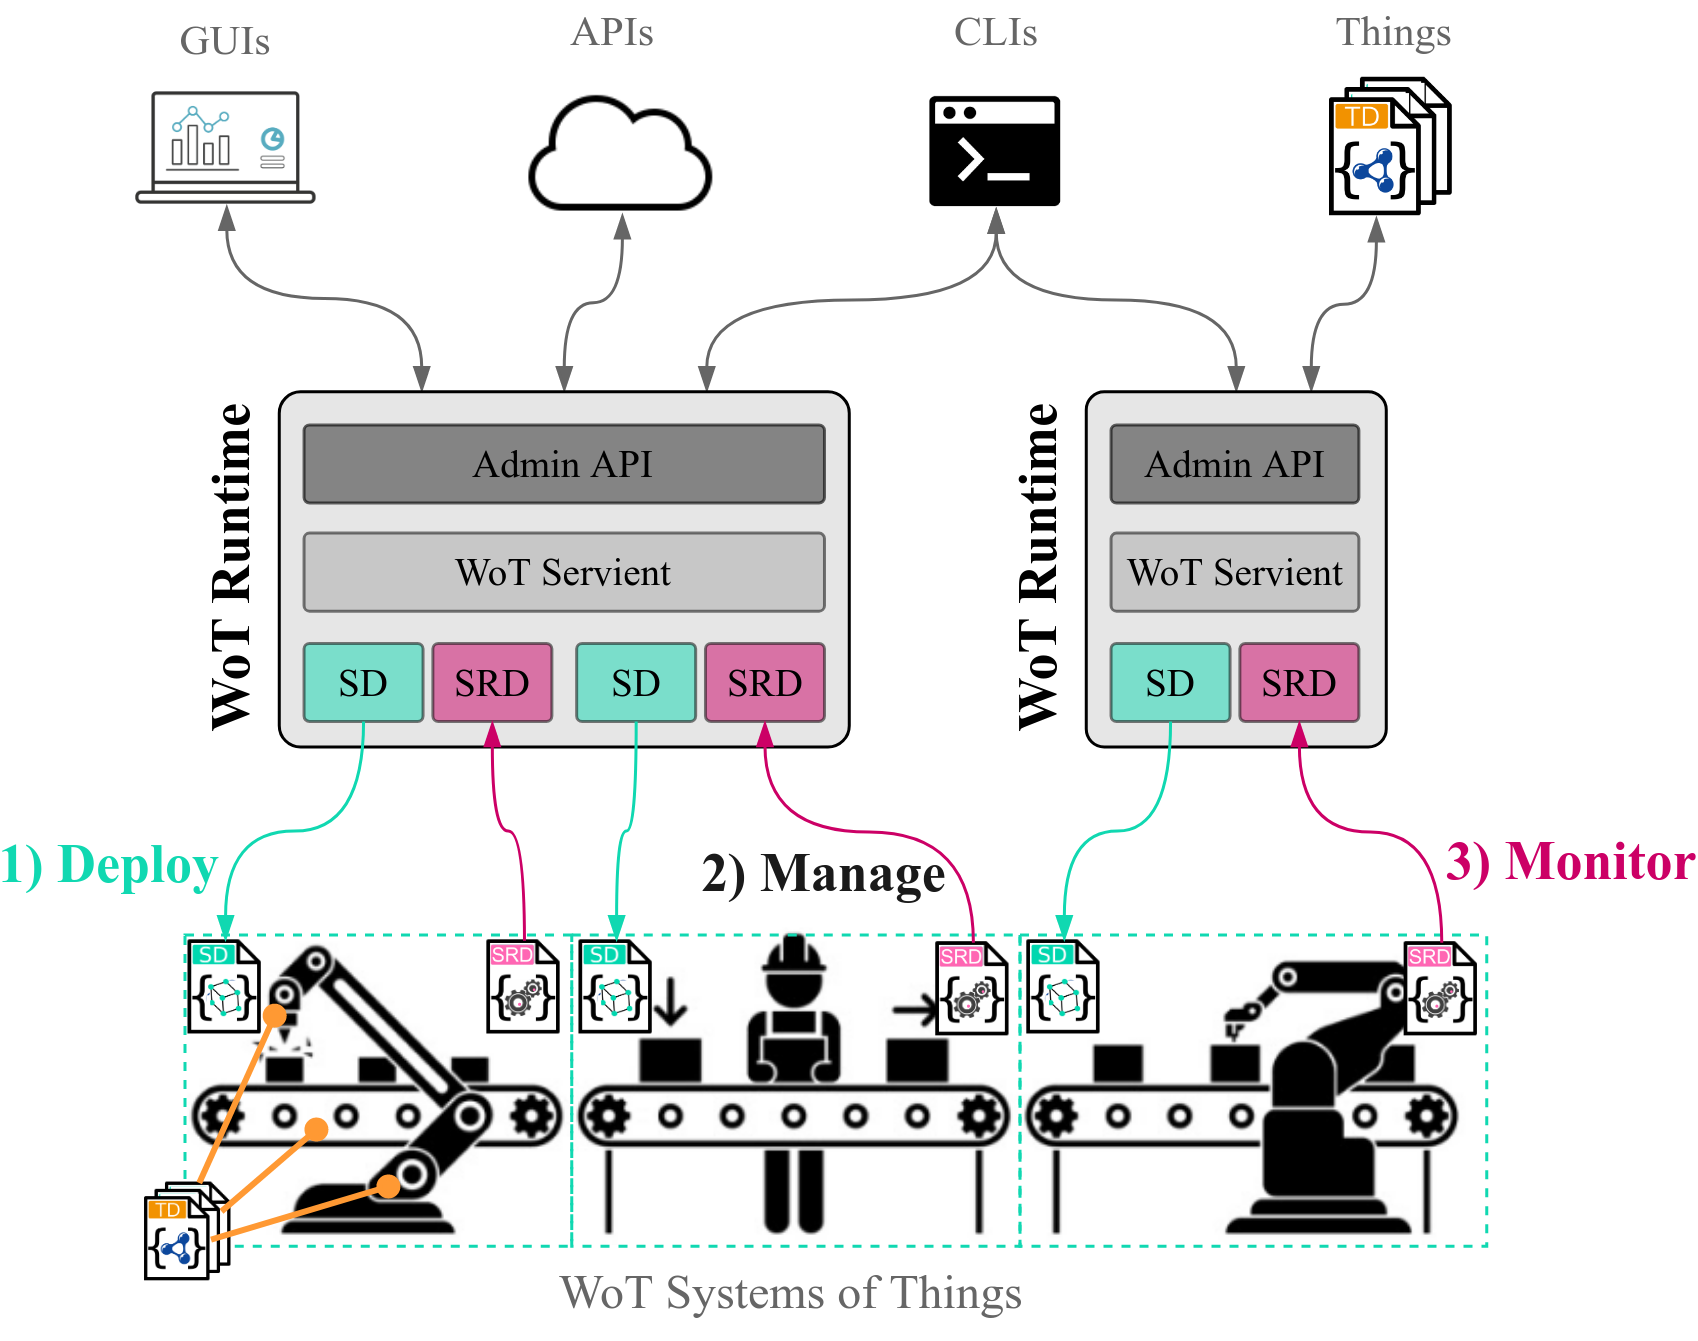 GUIs
APIs
CLIs
Things
TD
WoT Runtime
Admin API
WoT Servient
SD
SRD
SD
SRD
WoT Runtime
Admin API
WoT Servient
SD
SRD
1) Deploy
2) Manage
3) Monitor
SD
SRD
SD
SRD
SD
SRD
TD
WoT Systems of Things